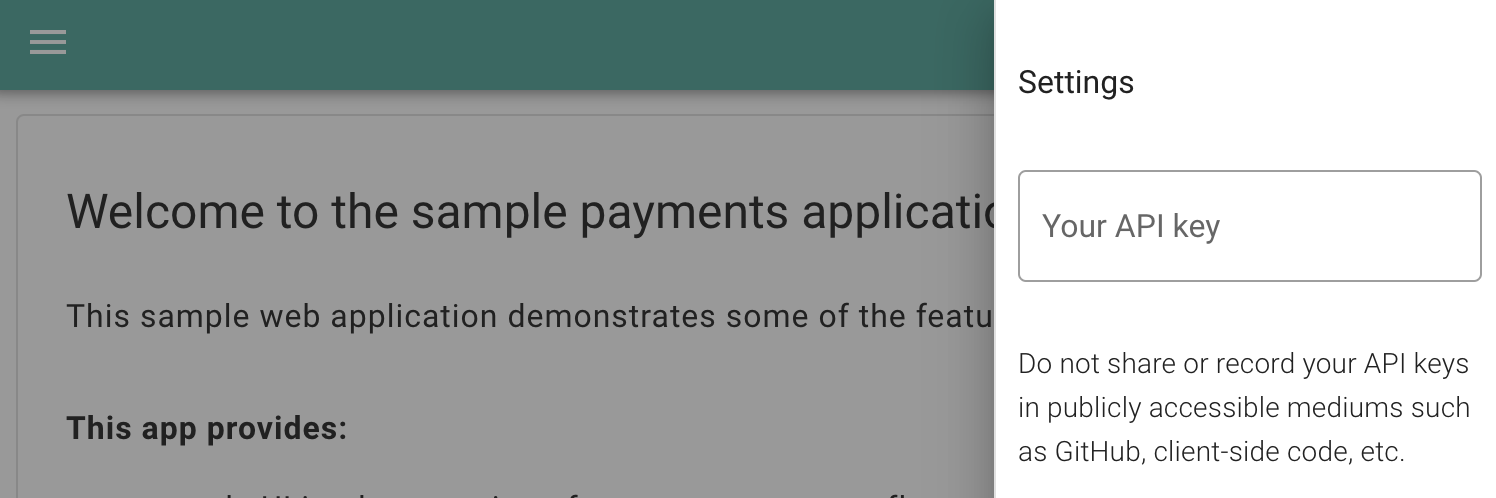 Settings
Your API key
Do not share or record your API keys
in publicly accessible mediums such
as GitHub, client-side code, etc.
Welcome to the sample payments
This sample web application demonstrates some of the
This app provides: